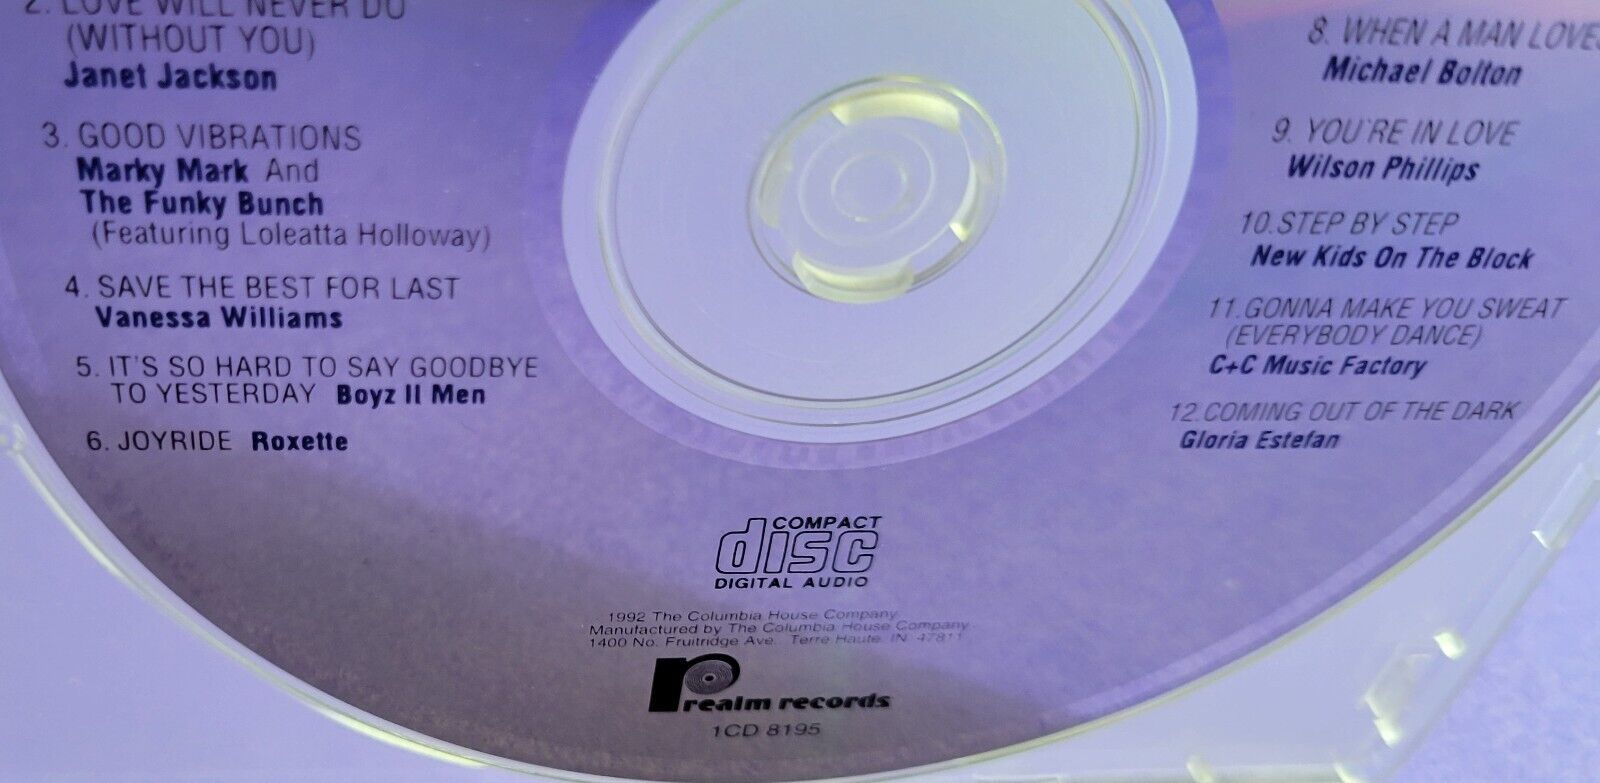 2. LOVE WILL NEVER DO
(WITHOUT YOU)
Janet Jackson
3. GOOD VIBRATIONS
Marky Mark And
The Funky Bunch
(Featuring Loleatta Holloway)
4. SAVE THE BEST FOR LAST
Vanessa Williams
5. IT'S SO HARD TO SAY GOODBYE
TO YESTERDAY Boyz II Men
6. JOYRIDE Roxette
8. WHEN A MAN LOVES
Michael Bolton
9. YOU'RE IN LOVE
Wilson Phillips
10. STEP BY STEP
New Kids On The Block
11. GONNA MAKE YOU SWEAT
(EVERYBODY DANCE)
C+C Music Factory
12. COMING OUT OF THE DARK
Gloria Estefan
COMPACT
disc
DIGITAL AUDIO
1992 The Columbia House Company
Manufactured by The Columbia House Company
1400 No. Fruitridge Ave., Terre Haute, IN 47811
r
realm records
1CD 8195